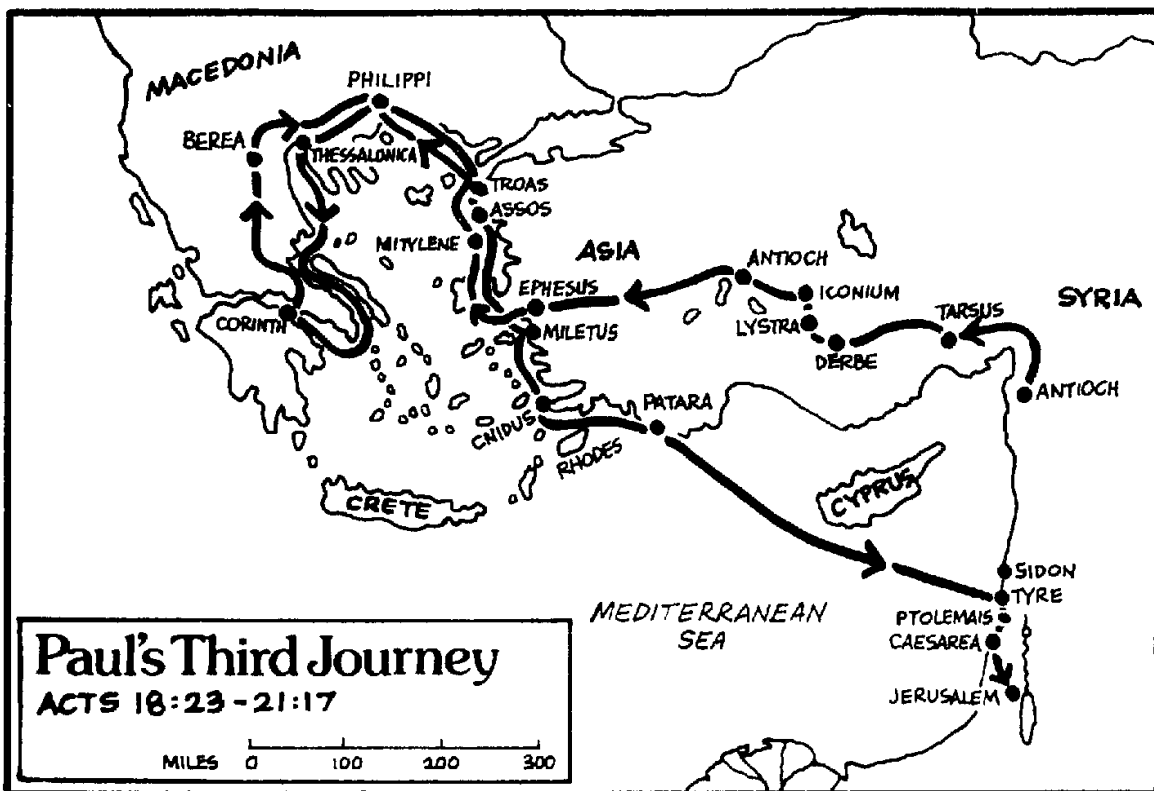 MACEDONIA
PHILIPPI
BEREA
THESSALONICA
TROAS
ASSOS
MITYLENE
ASIA
ANTIOCH
EPHESUS
ICONIUM
SYRIA
CORINTH
MILETUS
LYSTRA
TARSUS
DERBE
ANTIOCH
PATARA
CNIDUS
RHODES
CYPRUS
CRETE
SIDON
TYRE
MEDITERRANEAN
SEA
PTOLEMAIS
CAESAREA
JERUSALEM
Paul's Third Journey
ACTS 18:23-21:17
MILES 0 100 200 300